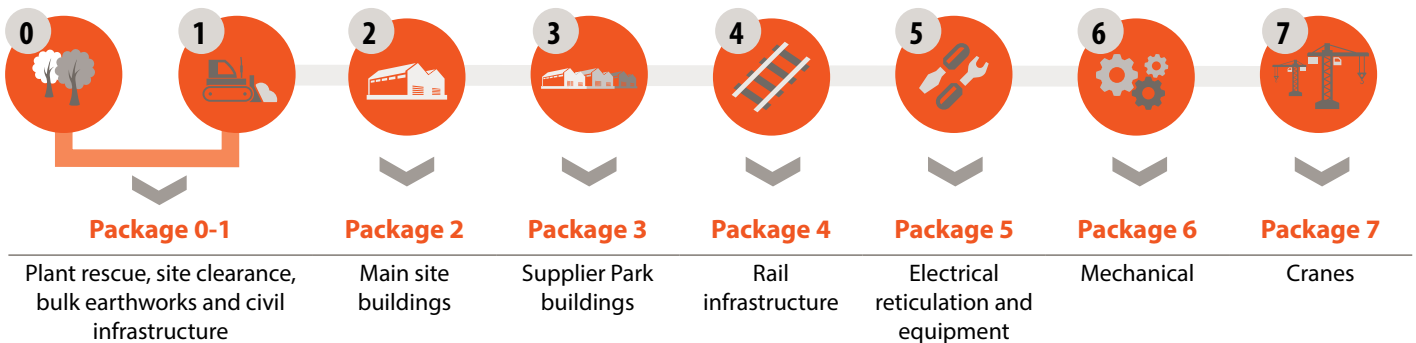 0
1
2
3
4
5
6
7
Package 0-1
Package 2
Package 3
Package 4
Package 5
Package 6
Package 7
Plant rescue, site clearance,
bulk earthworks and civil
infrastructure
Main site
buildings
Supplier Park
buildings
Rail
infrastructure
Electrical
reticulation and
equipment
Mechanical
Cranes